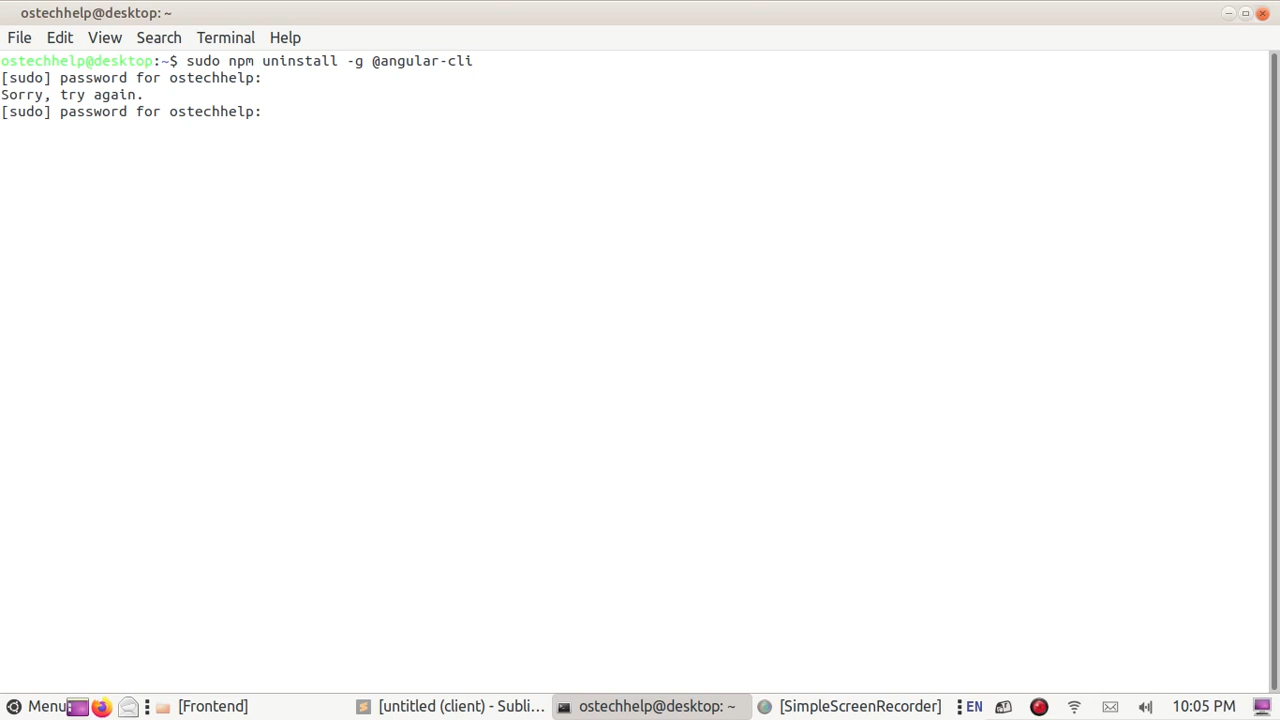 ostechhelp@desktop: ~
File Edit View Search Terminal Help
ostechhelp@desktop:~$ sudo npm uninstall -g @angular-cli
[sudo] password for ostechhelp:
Sorry, try again.
[sudo] password for ostechhelp:
Menu [Frontend] [untitled (client) - Subli... ostechhelp@desktop: ~ [SimpleScreenRecorder] EN 10:05 PM